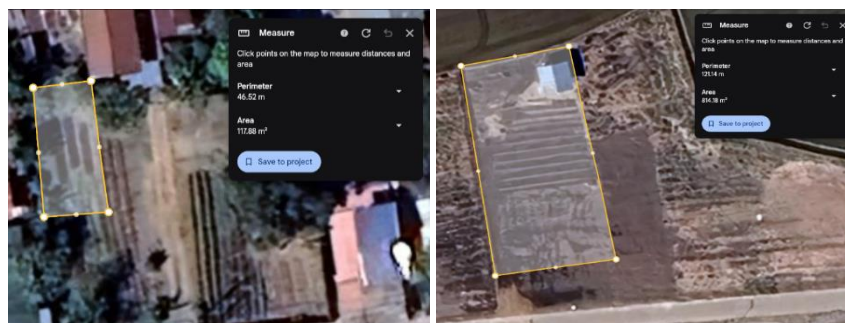 Measure
Click points on the map to measure distances and
area
Perimeter
46.52 m
Area
117.88 m²
Save to project
Measure
Click points on the map to measure distances and area
Perimeter
121.14 m
Area
814.18 m²
Save to project